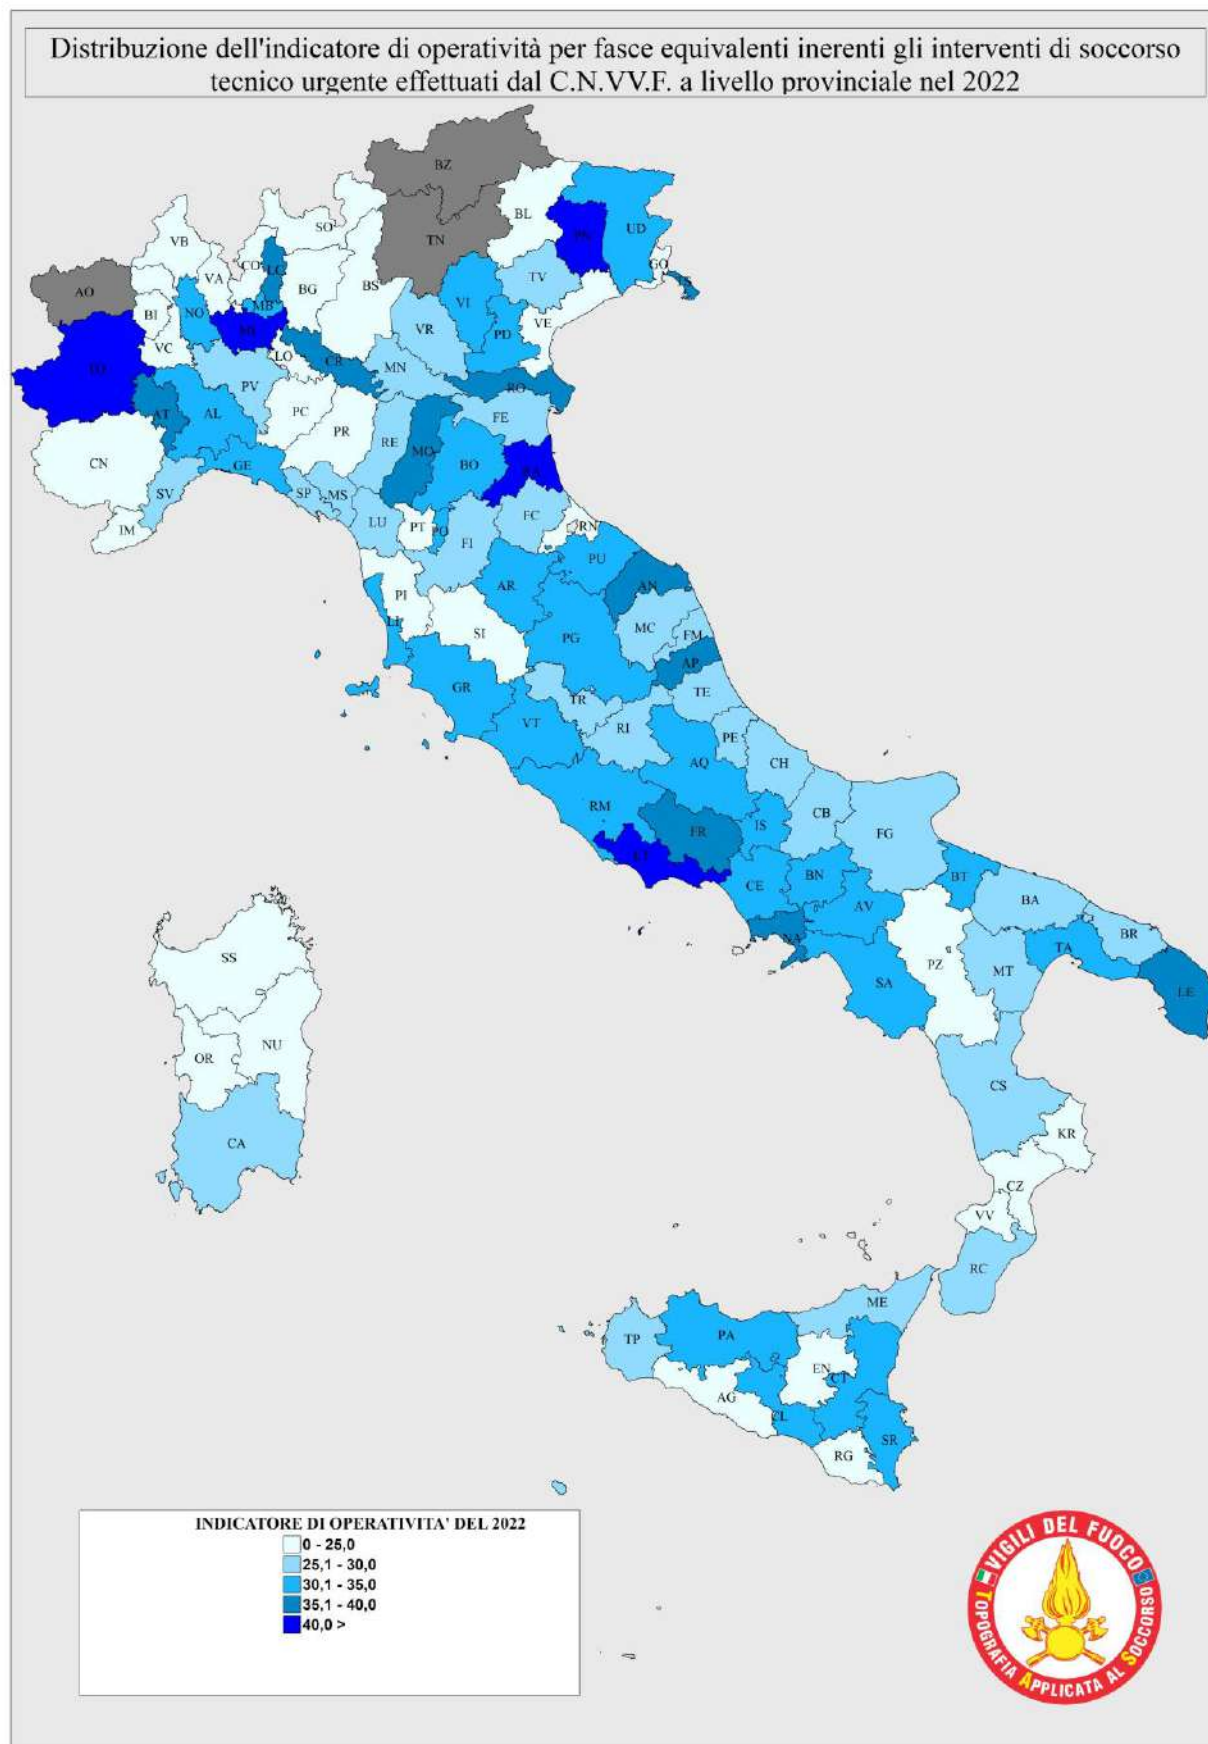 Distribuzione dell'indicatore di operatività per fasce equivalenti inerenti gli interventi di soccorso
tecnico urgente effettuati dal C.N.VV.F. a livello provinciale nel 2022
BZ
BL
SO
TN
UD
VB
CO
LC
VA
BG
BS
TV
GO
AO
BI
NO
MB
MI
VI
VR
PD
VE
VC
LO
CR
MN
TO
PV
RO
AT
AL
PC
PR
RE
MO
FE
CN
GE
BO
RA
SV
SP
MS
FC
IM
LU
PT
PO
FI
RN
PU
AR
AN
PI
LI
SI
PG
MC
FM
AP
GR
TR
TE
VT
RI
PE
AQ
CH
RM
IS
CB
FR
FG
LT
CE
BN
BT
AV
BA
NA
BR
SS
PZ
TA
MT
SA
LE
OR
NU
CS
CA
KR
CZ
VV
RC
ME
TP
PA
EN
CT
AG
CL
SR
RG
INDICATORE DI OPERATIVITA' DEL 2022
0 - 25,0
25,1 - 30,0
30,1 - 35,0
35,1 - 40,0
40,0 >
VIGILI DEL FUOCO
TOPOGRAFIA APPLICATA AL SOCCORSO